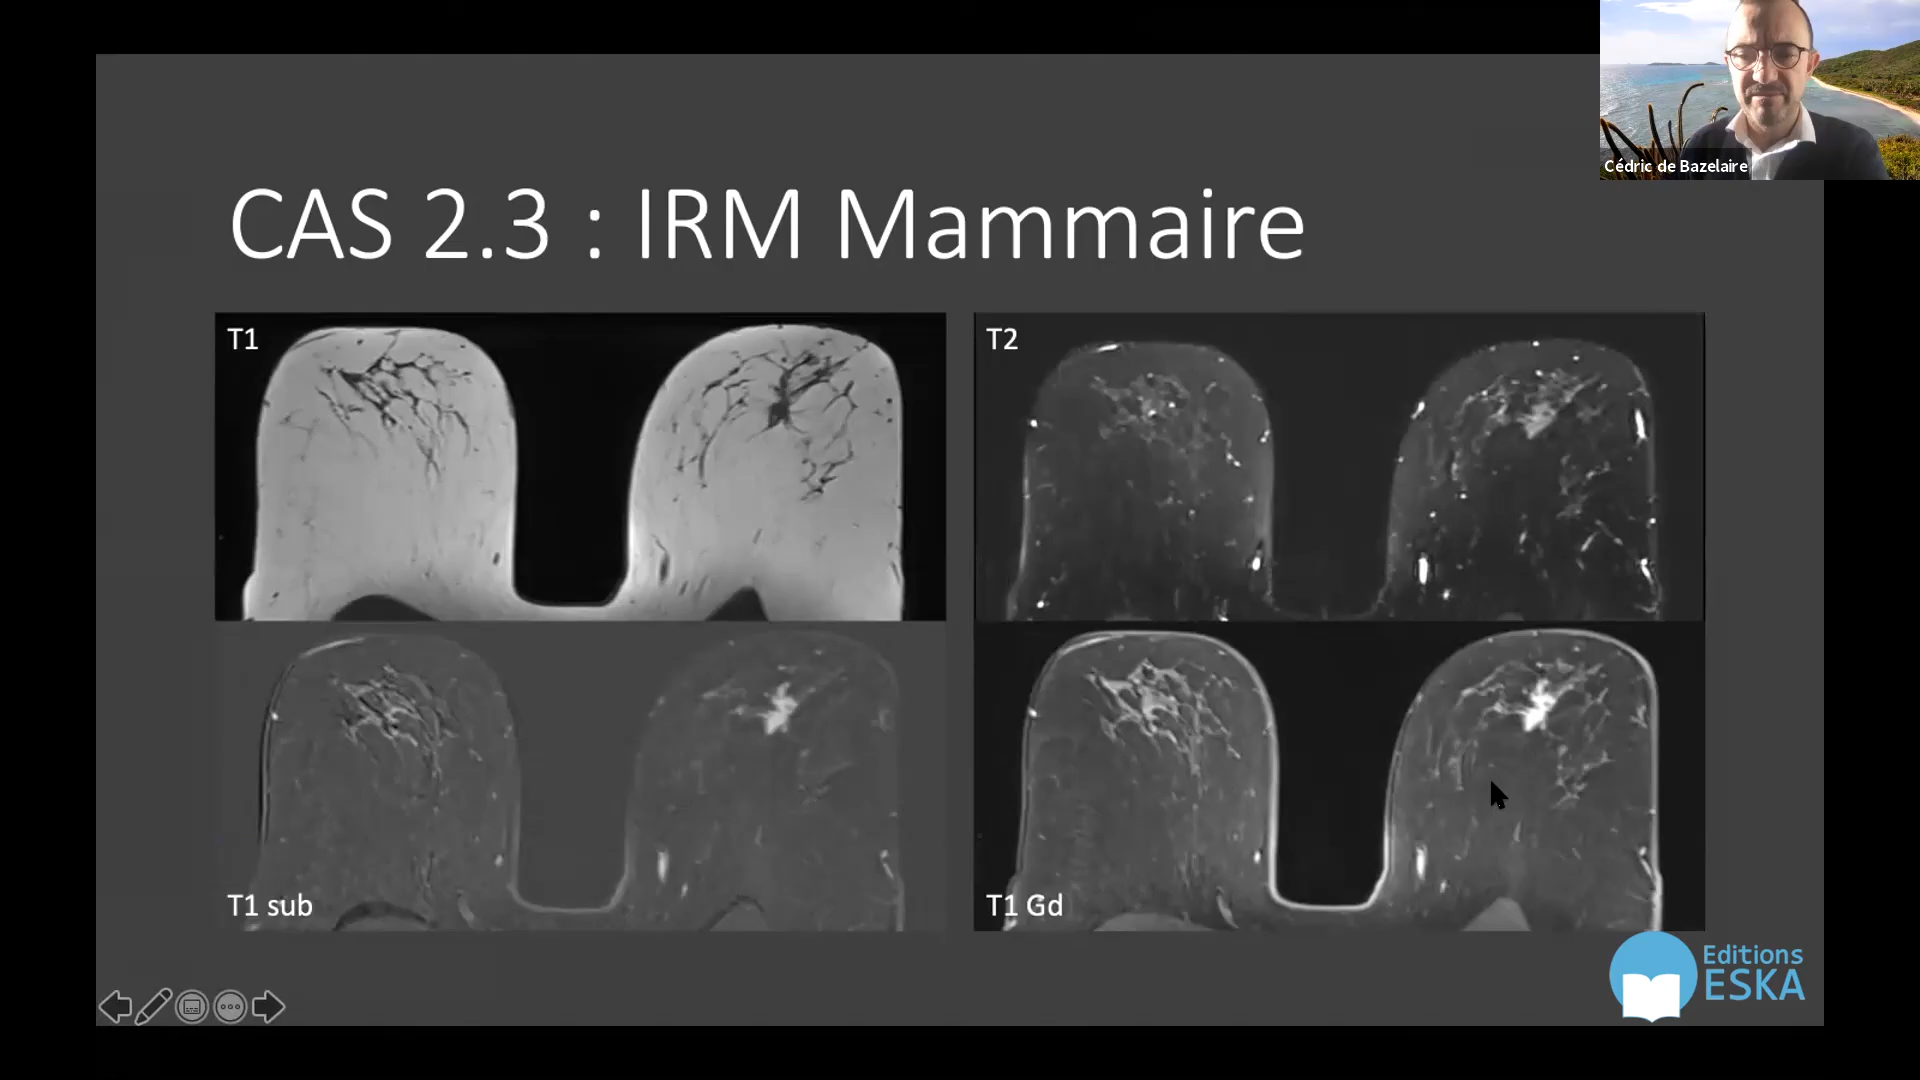 Cédric de Bazelaire
CAS 2.3 : IRM Mammaire
T1
T2
T1 sub
T1 Gd
Editions
ESKA